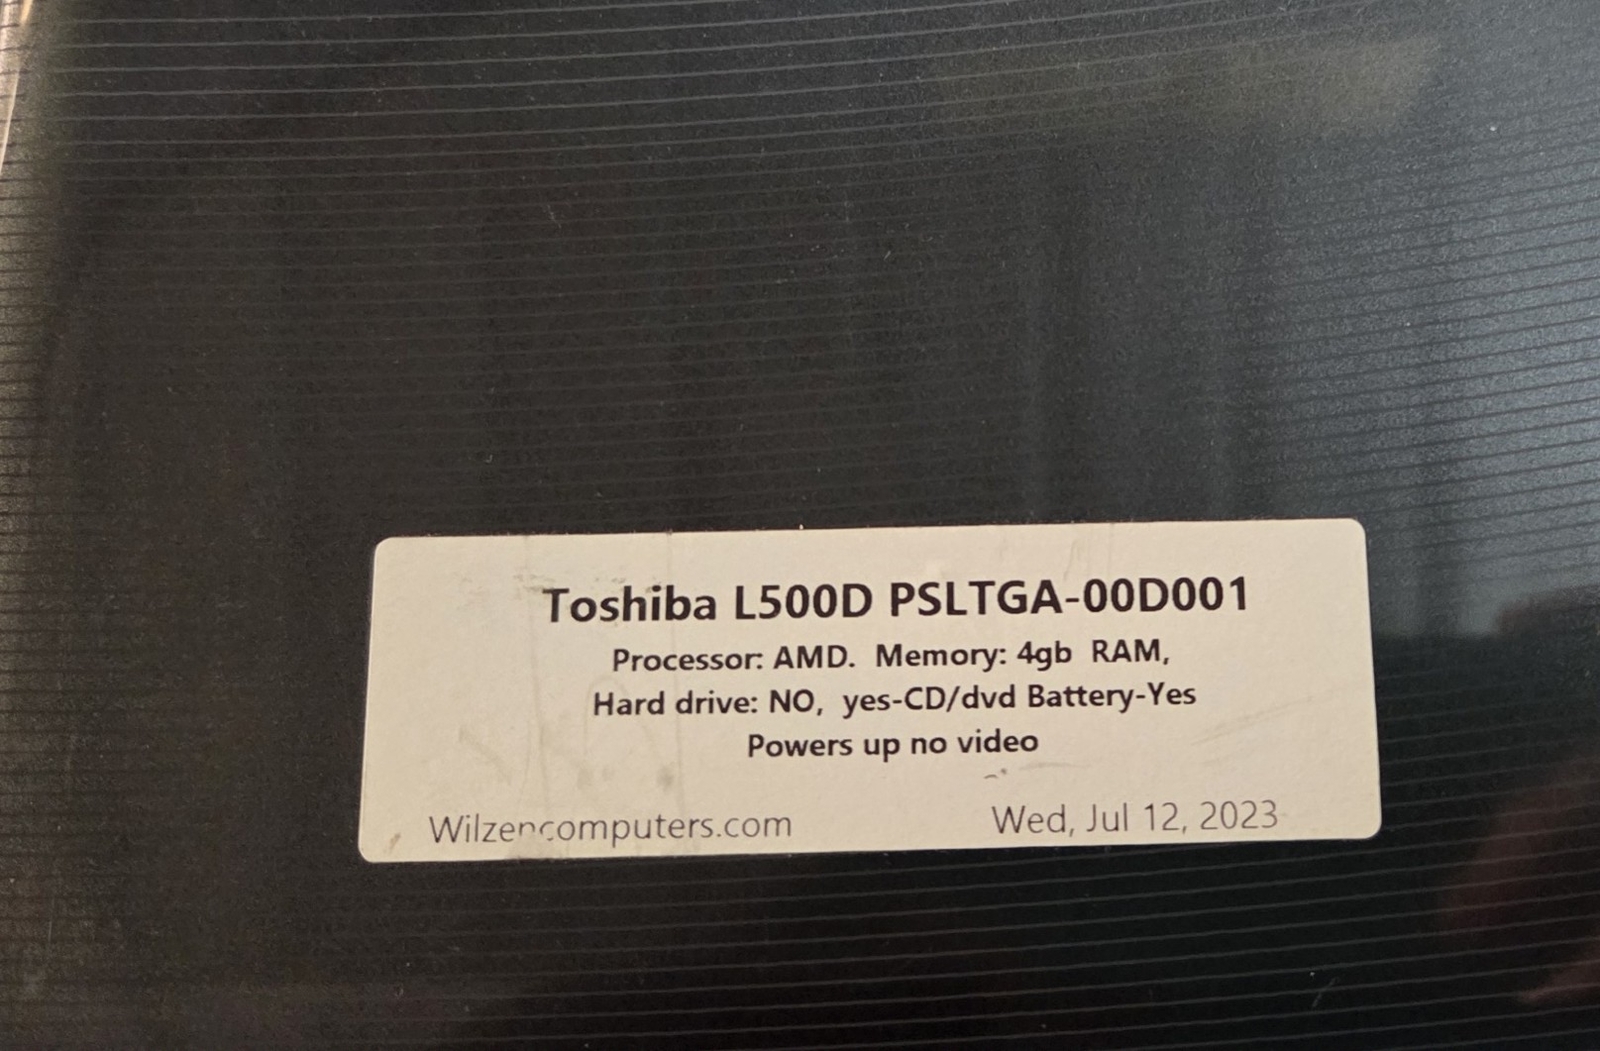 Toshiba L500D PSLTGA-00D001
Processor: AMD.  Memory: 4gb  RAM,
Hard drive: NO,  yes-CD/dvd Battery-Yes
Powers up no video
Wilzencomputers.com
Wed, Jul 12, 2023